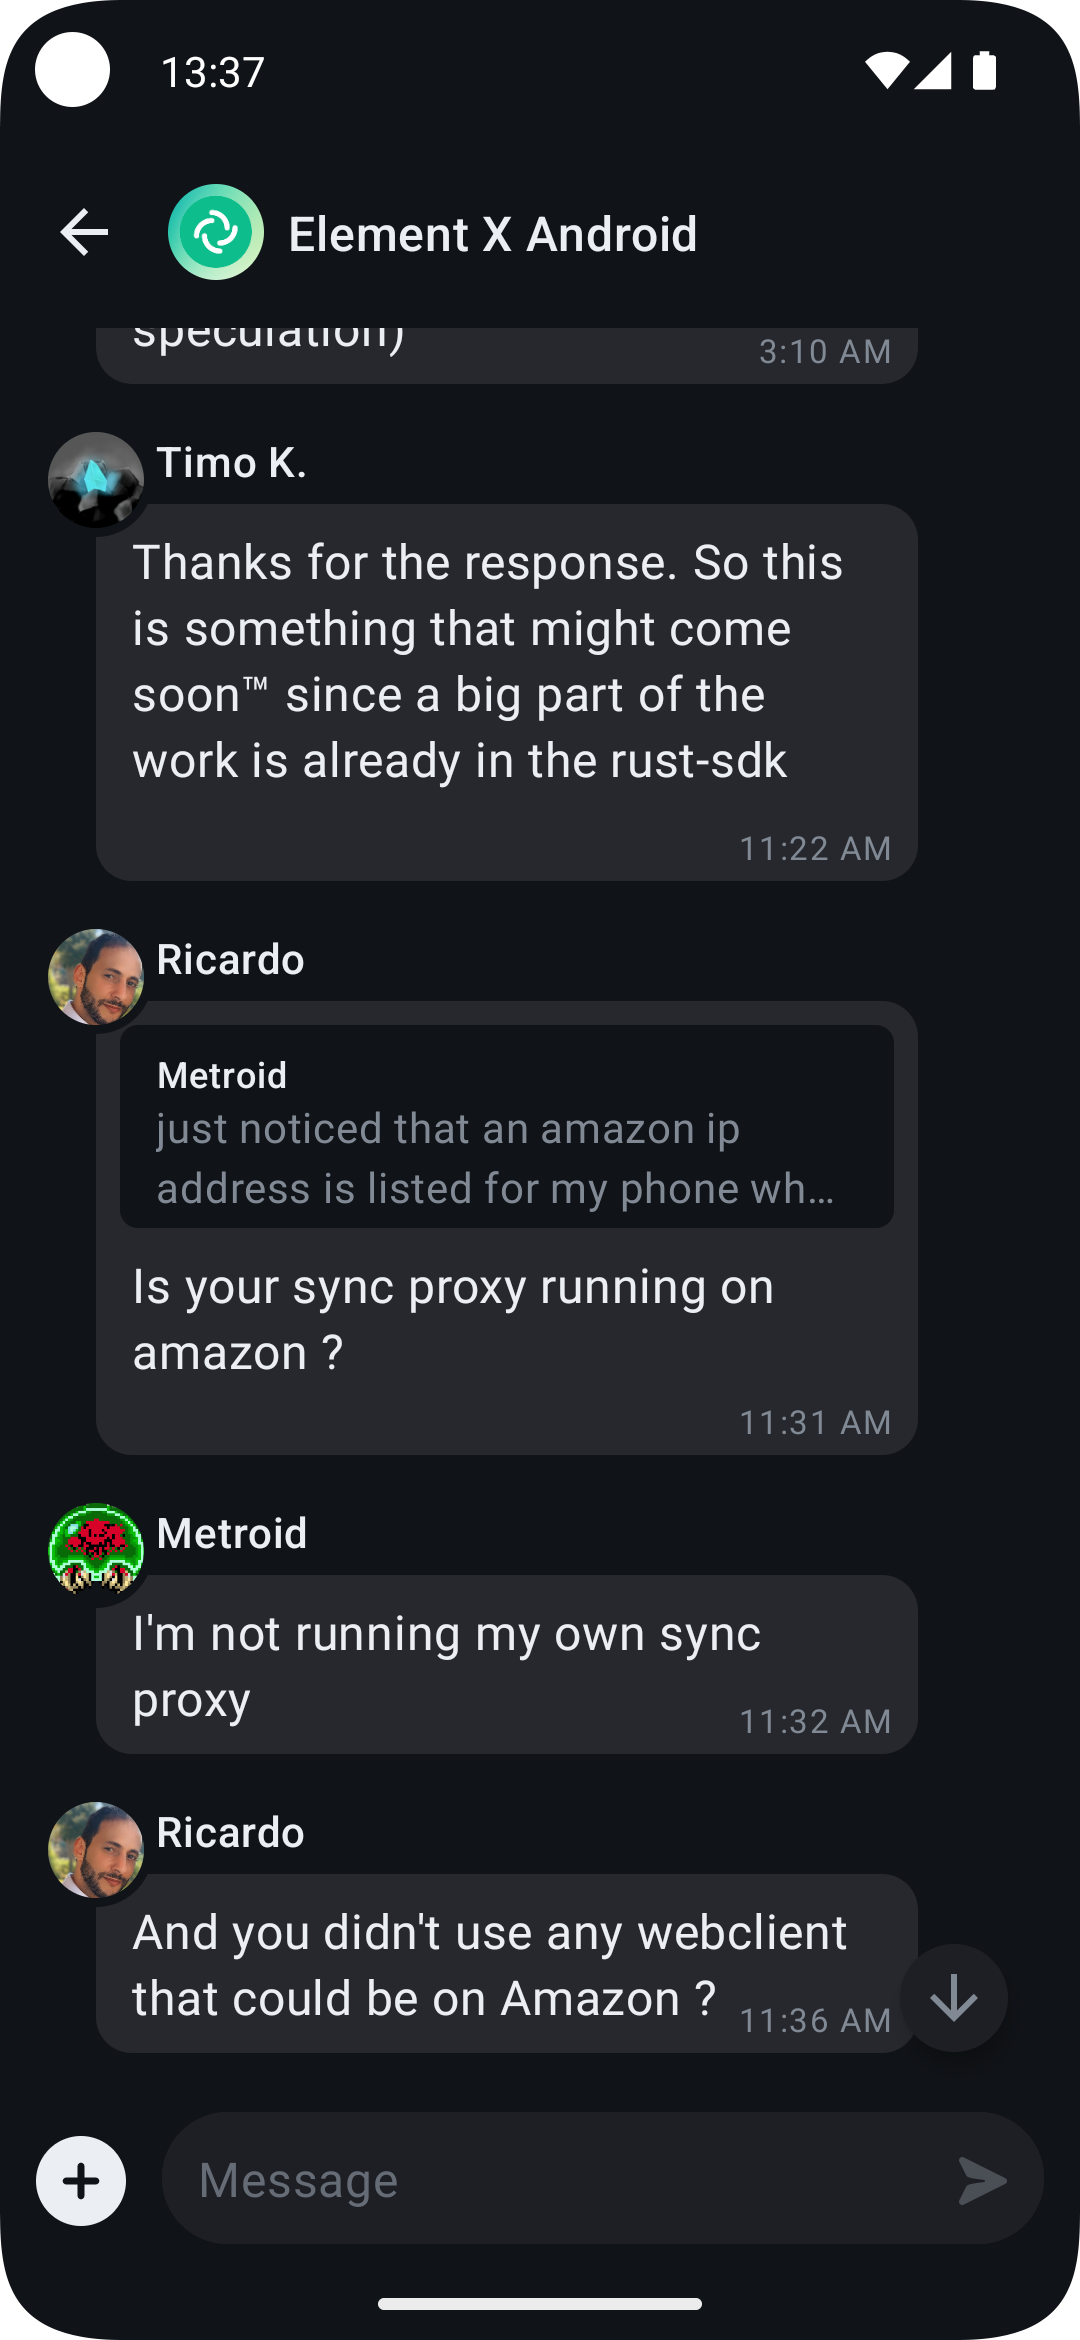 13:37
Element X Android
speculation)
3:10 AM
Timo K.
Thanks for the response. So this
is something that might come
soon™ since a big part of the
work is already in the rust-sdk
11:22 AM
Ricardo
Metroid
just noticed that an amazon ip
address is listed for my phone wh…
Is your sync proxy running on
amazon ?
11:31 AM
Metroid
I'm not running my own sync
proxy
11:32 AM
Ricardo
And you didn't use any webclient
that could be on Amazon ?
11:36 AM
Message